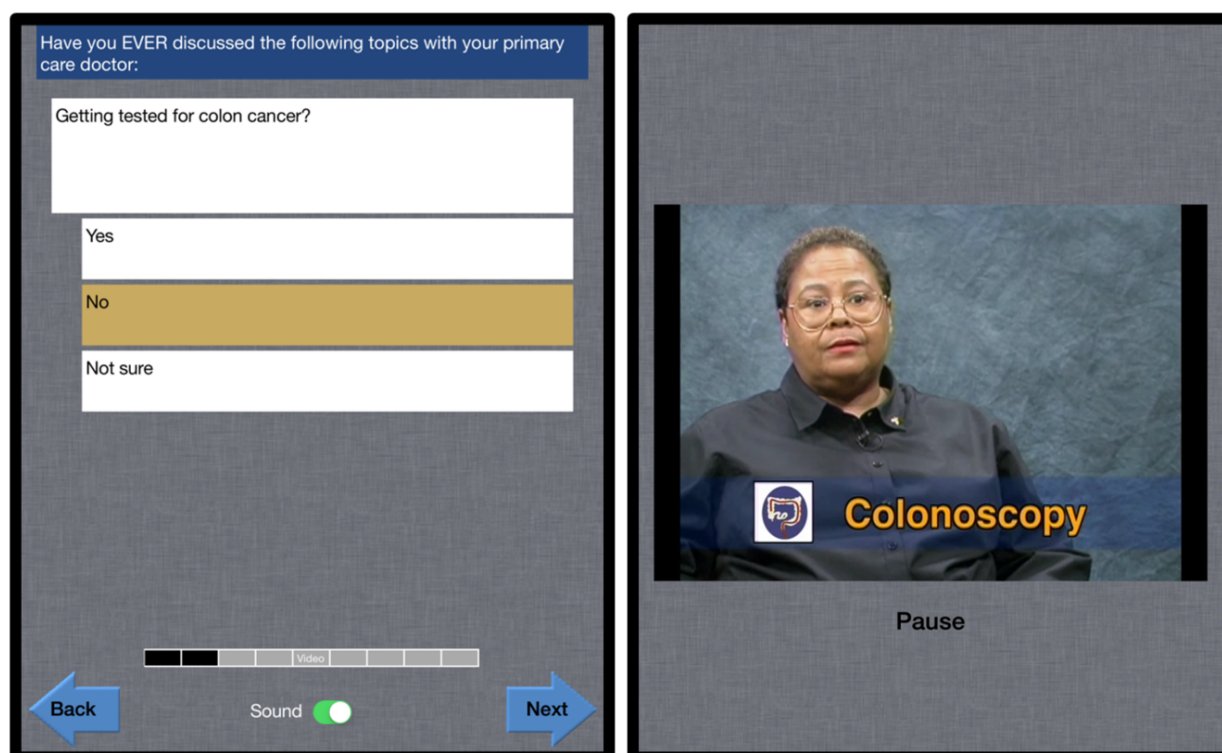 Have you EVER discussed the following topics with your primary
care doctor:
Getting tested for colon cancer?
Yes
No
Not sure
Video
Back
Sound
Next
Colonoscopy
Pause